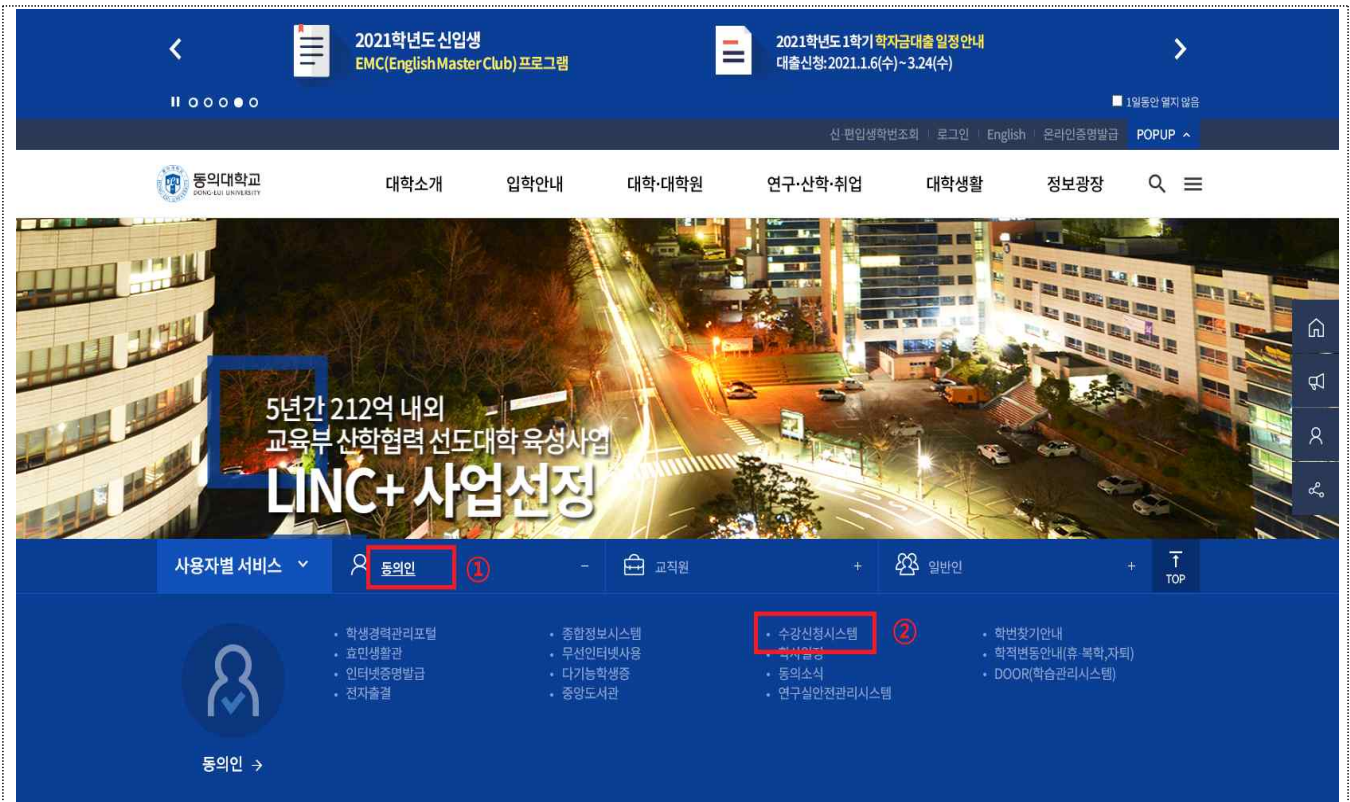 2021학년도 신입생
EMC(English Master Club) 프로그램
2021학년도 1학기 학자금대출 일정 안내
대출신청: 2021.1.6(수) ~ 3.24(수)
1일동안 열지 않음
신·편입생학번조회 로그인 English 온라인증명발급 POPUP
동의대학교
DONG-EUI UNIVERSITY
대학소개 입학안내 대학·대학원 연구·산학·취업 대학생활 정보광장
5년간 212억 내외
교육부 산학협력 선도대학 육성사업
LINC+ 사업선정
사용자별 서비스 동의인 ① - 교직원 + 일반인 + TOP
• 학생경력관리포털
• 효민생활관
• 인터넷증명발급
• 전자출결
• 종합정보시스템
• 무선인터넷사용
• 다기능학생증
• 중앙도서관
• 수강신청시스템 ②
• 학사일정
• 동의소식
• 연구실안전관리시스템
• 학번찾기안내
• 학적변동안내(휴·복학,자퇴)
• DOOR(학습관리시스템)
동의인 →